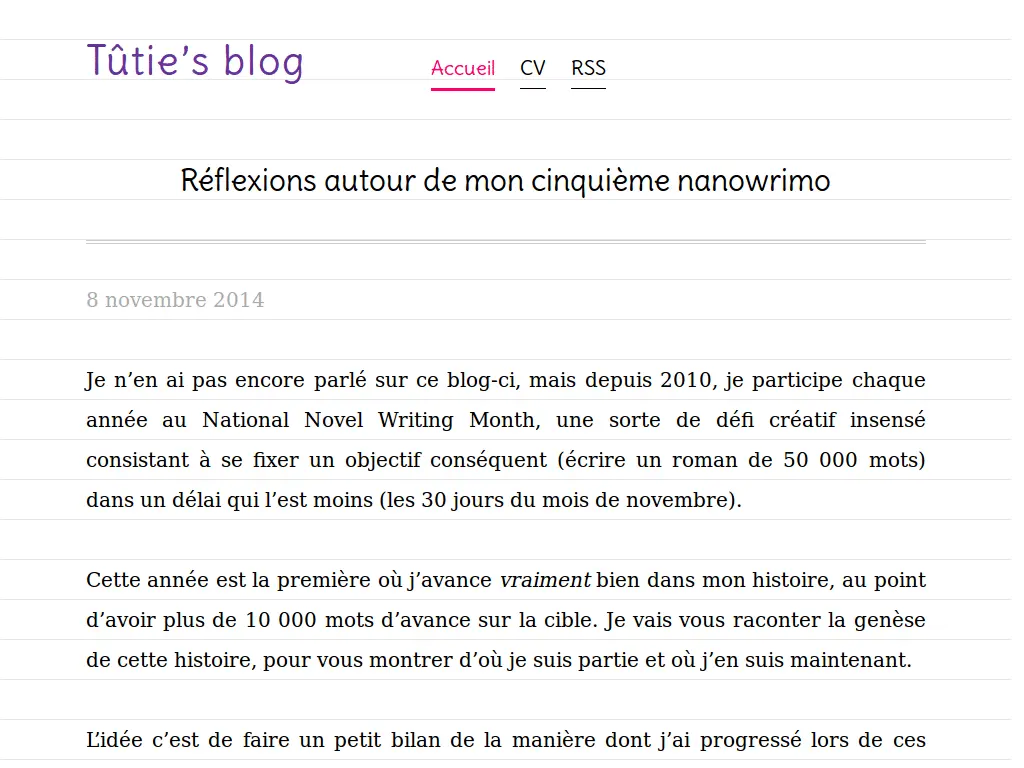 Tûtie’s blog
Accueil CV RSS
Réflexions autour de mon cinquième nanowrimo
8 novembre 2014
Je n’en ai pas encore parlé sur ce blog-ci, mais depuis 2010, je participe chaque
année au National Novel Writing Month, une sorte de défi créatif insensé
consistant à se fixer un objectif conséquent (écrire un roman de 50 000 mots)
dans un délai qui l’est moins (les 30 jours du mois de novembre).
Cette année est la première où j’avance vraiment bien dans mon histoire, au point
d’avoir plus de 10 000 mots d’avance sur la cible. Je vais vous raconter la genèse
de cette histoire, pour vous montrer d’où je suis partie et où j’en suis maintenant.
L’idée c’est de faire un petit bilan de la manière dont j’ai progressé lors de ces